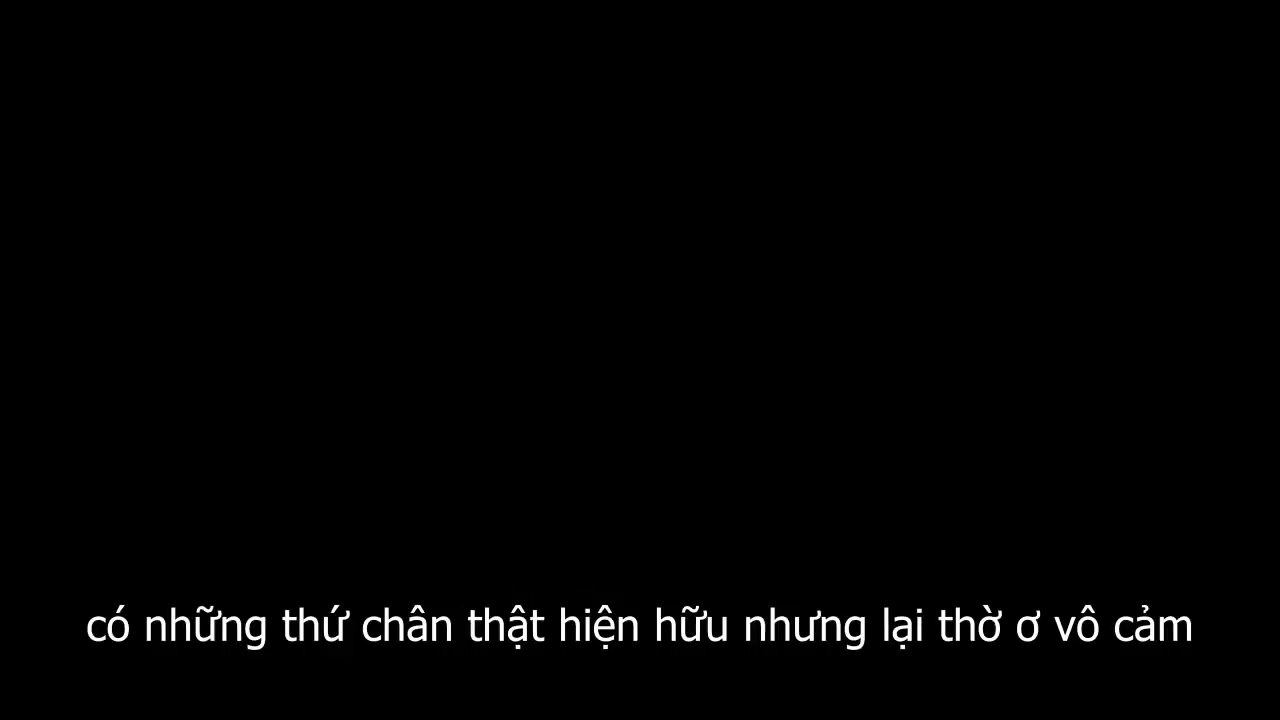 có những thứ chân thật hiện hữu nhưng lại thờ ơ vô cảm